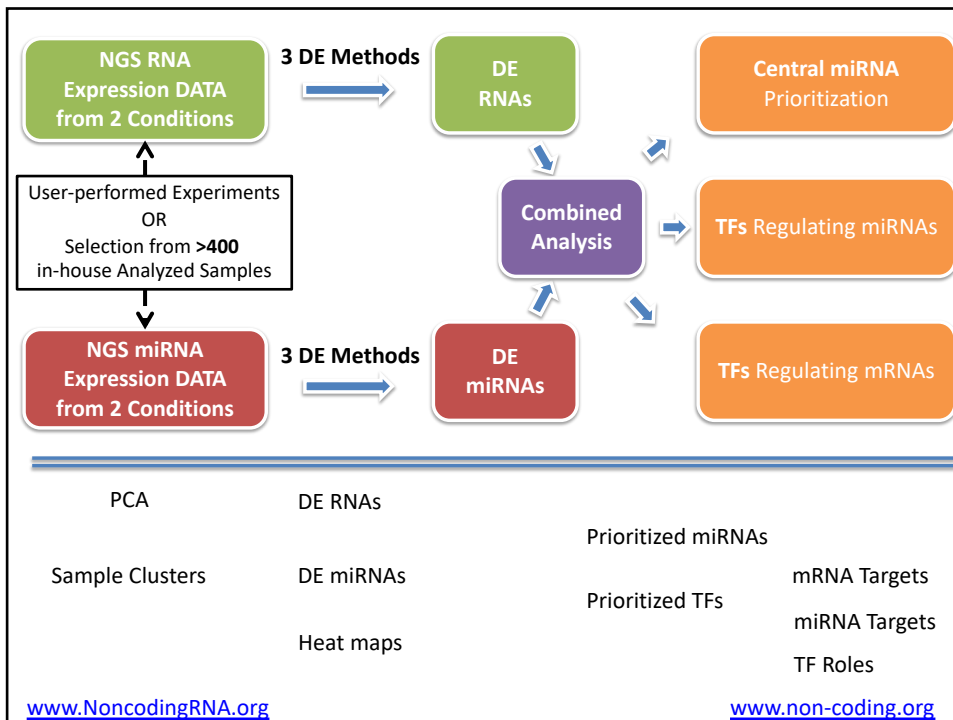 NGS RNA
Expression DATA
from 2 Conditions
3 DE Methods
DE
RNAs
Central miRNA
Prioritization
User-performed Experiments
OR
Selection from >400
in-house Analyzed Samples
Combined
Analysis
TFs Regulating miRNAs
NGS miRNA
Expression DATA
from 2 Conditions
3 DE Methods
DE
miRNAs
TFs Regulating mRNAs
PCA
DE RNAs
Prioritized miRNAs
Sample Clusters
DE miRNAs
mRNA Targets
Prioritized TFs
miRNA Targets
Heat maps
TF Roles
www.NoncodingRNA.org
www.non-coding.org